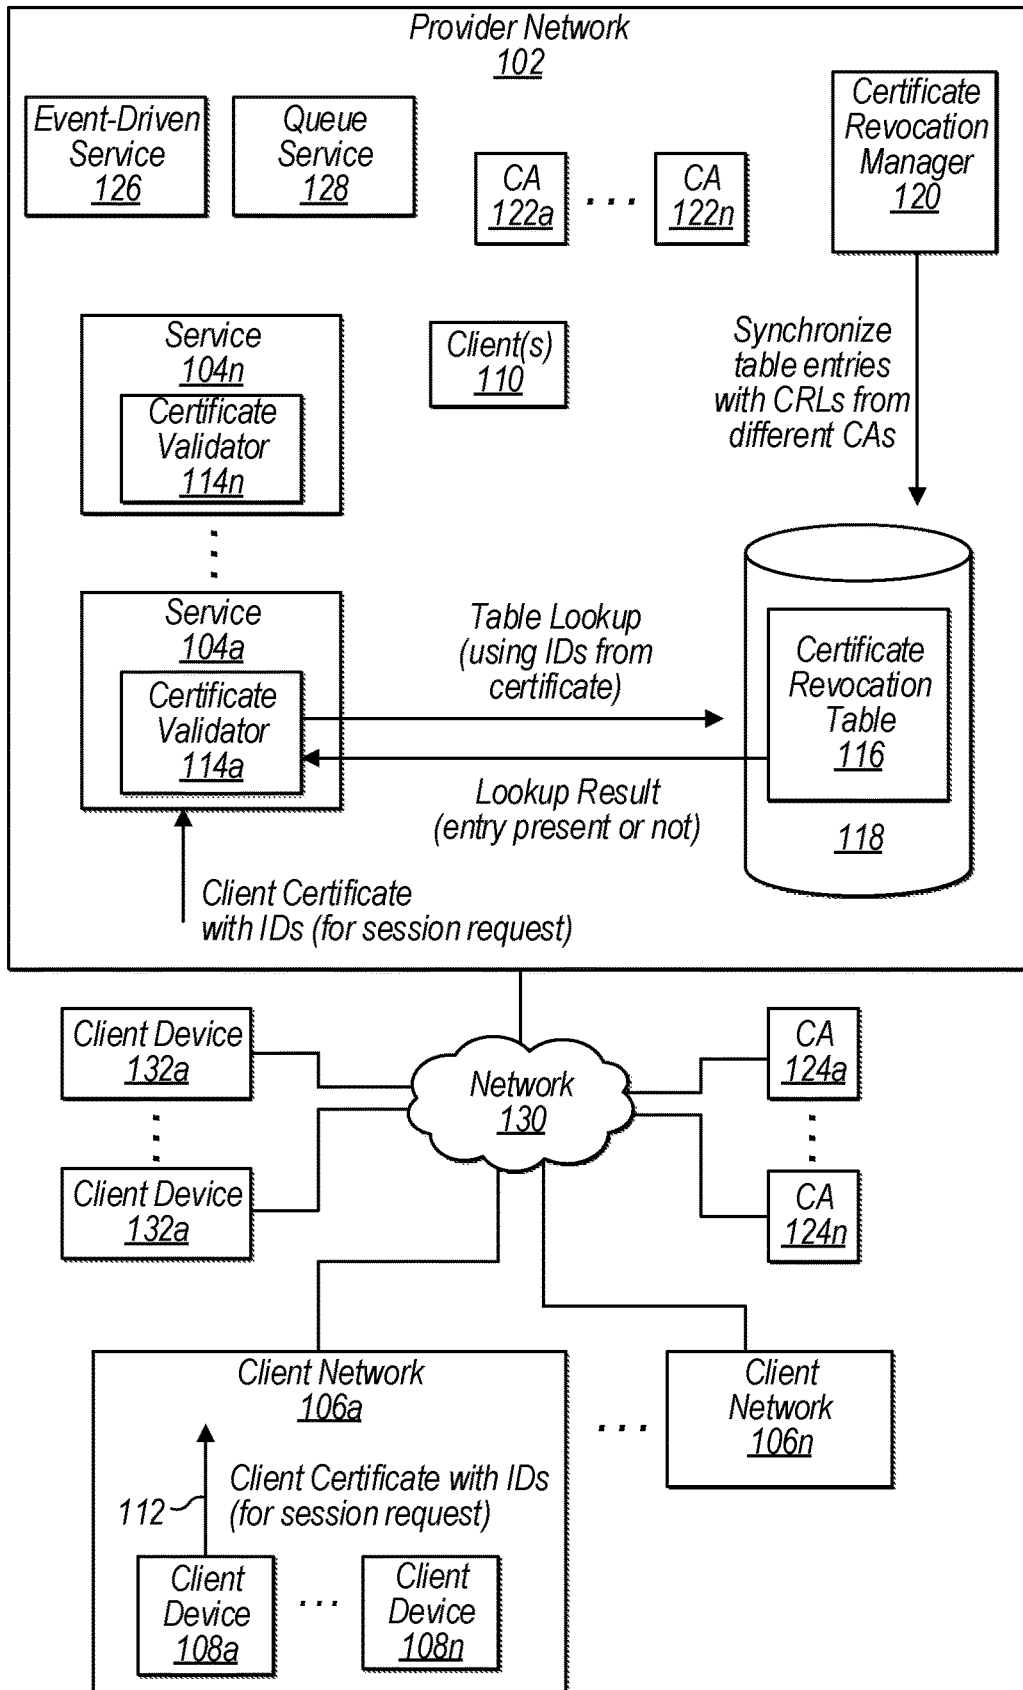 Provider Network
102
Event-Driven
Service
126
Queue
Service
128
CA
122a
...
CA
122n
Certificate
Revocation
Manager
120
Synchronize
table entries
with CRLs from
different CAs
Service
104n
Certificate
Validator
114n
Client(s)
110
Service
104a
Certificate
Validator
114a
Table Lookup
(using IDs from
certificate)
Lookup Result
(entry present or not)
Certificate
Revocation
Table
116
118
Client Certificate
with IDs (for session request)
Client Device
132a
Client Device
132a
Network
130
CA
124a
CA
124n
Client Network
106a
112
Client Certificate with IDs
(for session request)
Client
Device
108a
...
Client
Device
108n
...
Client
Network
106n